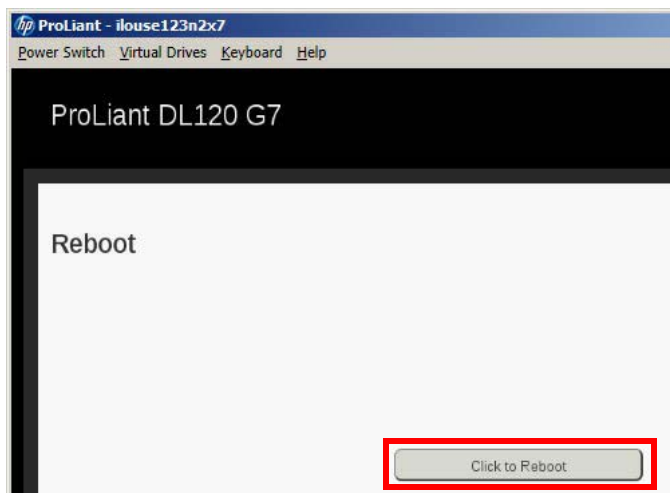 hp ProLiant - ilouse123n2x7
Power Switch Virtual Drives Keyboard Help
ProLiant DL120 G7
Reboot
Click to Reboot